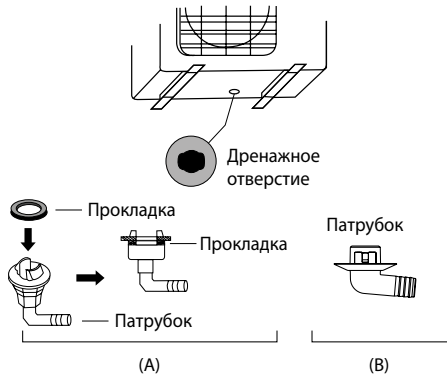 Дренажное
отверстие
Прокладка
Прокладка
Патрубок
Патрубок
(A)
(B)